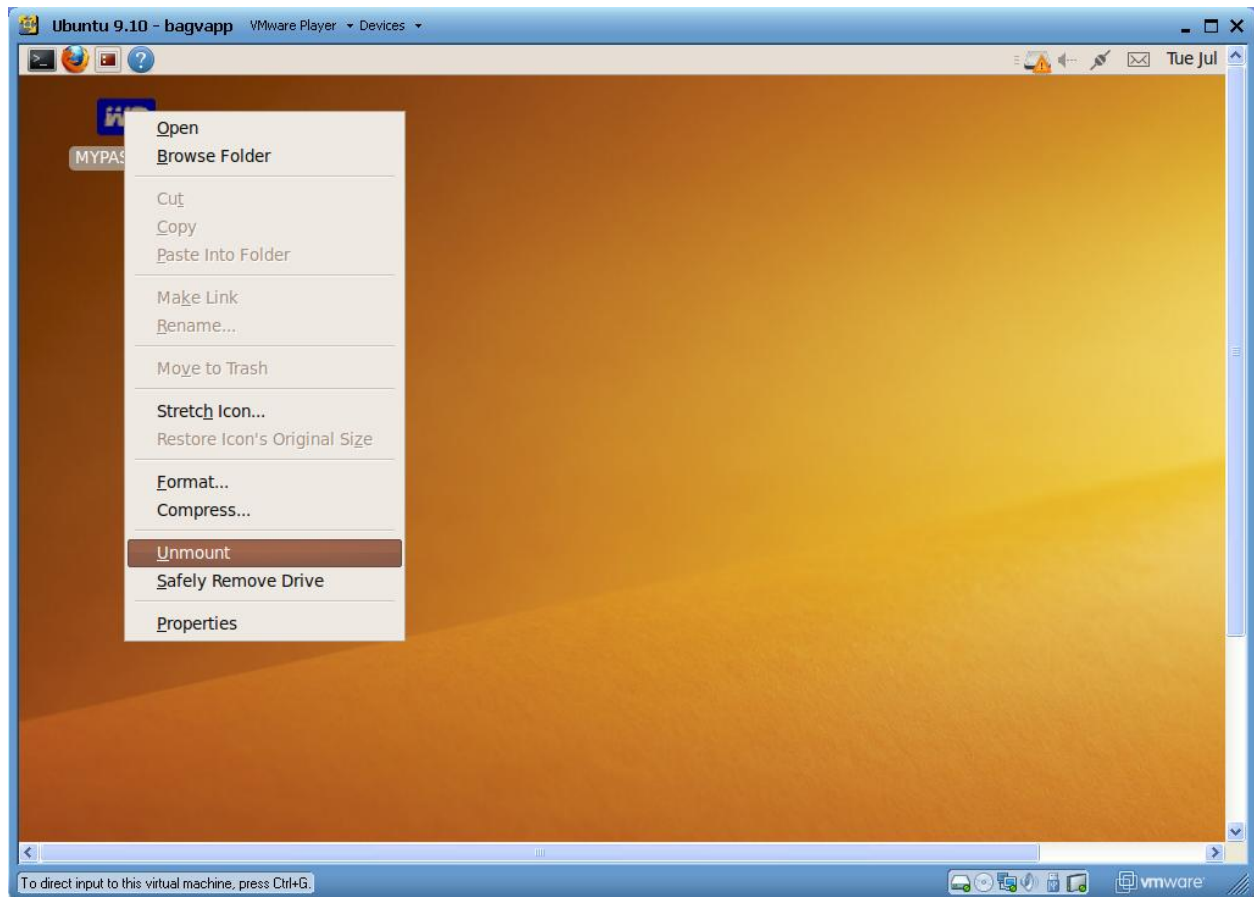 Ubuntu 9.10 - bagvapp VMware Player Devices
Tue Jul
MYPAS
Open
Browse Folder
Cut
Copy
Paste Into Folder
Make Link
Rename...
Move to Trash
Stretch Icon...
Restore Icon's Original Size
Format...
Compress...
Unmount
Safely Remove Drive
Properties
To direct input to this virtual machine, press Ctrl+G.
vmware